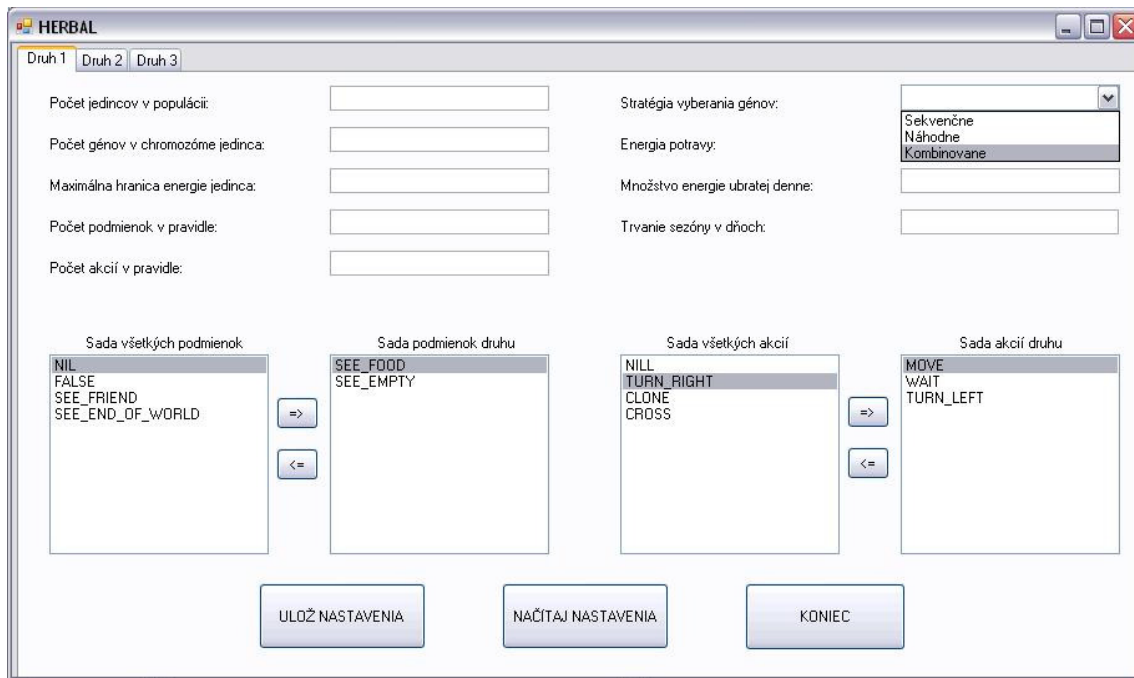 HERBAL
Druh 1 Druh 2 Druh 3
Počet jedincov v populácii:
Stratégia vyberania génov:
Sekvenčne
Náhodne
Kombinovane
Počet génov v chromozóme jedinca:
Energia potravy:
Maximálna hranica energie jedinca:
Množstvo energie ubratej denne:
Počet podmienok v pravidle:
Trvanie sezóny v dňoch:
Počet akcií v pravidle:
Sada všetkých podmienok
NIL
FALSE
SEE_FRIEND
SEE_END_OF_WORLD
=>
<=
Sada podmienok druhu
SEE_FOOD
SEE_EMPTY
Sada všetkých akcií
NILL
TURN_RIGHT
CLONE
CROSS
=>
<=
Sada akcií druhu
MOVE
WAIT
TURN_LEFT
ULOŽ NASTAVENIA
NAČÍTAJ NASTAVENIA
KONIEC